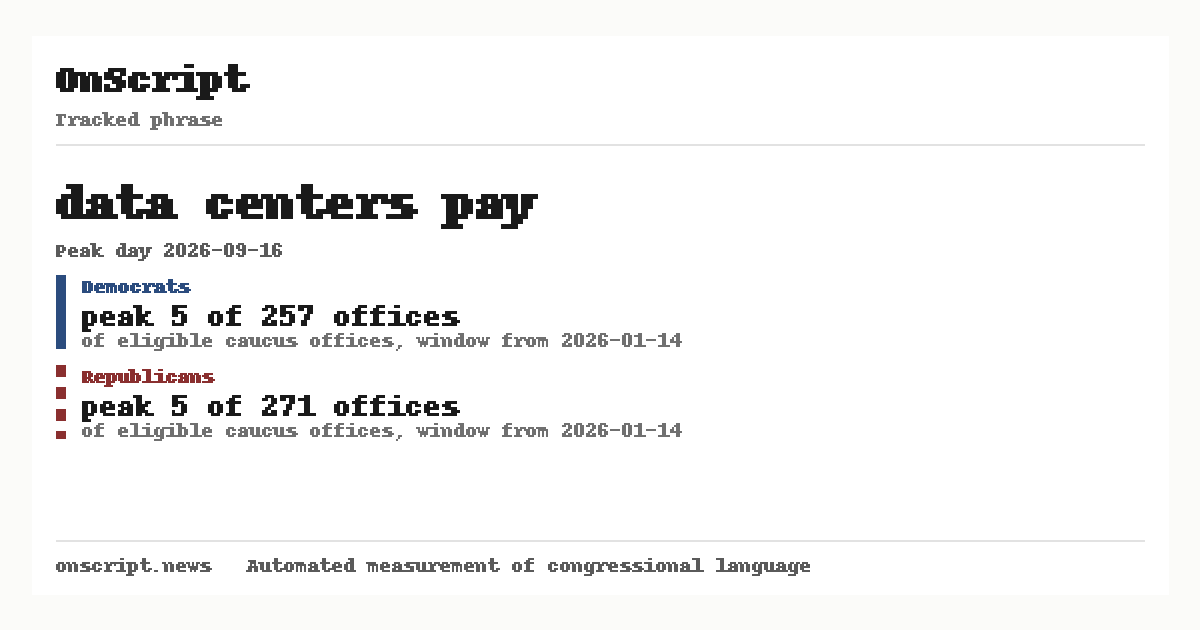 OnScript
Tracked phrase
data centers pay
Peak day 2026-09-16
Democrats
peak 5 of 257 offices
of eligible caucus offices, window from 2026-01-14
Republicans
peak 5 of 271 offices
of eligible caucus offices, window from 2026-01-14
onscript.news Automated measurement of congressional language